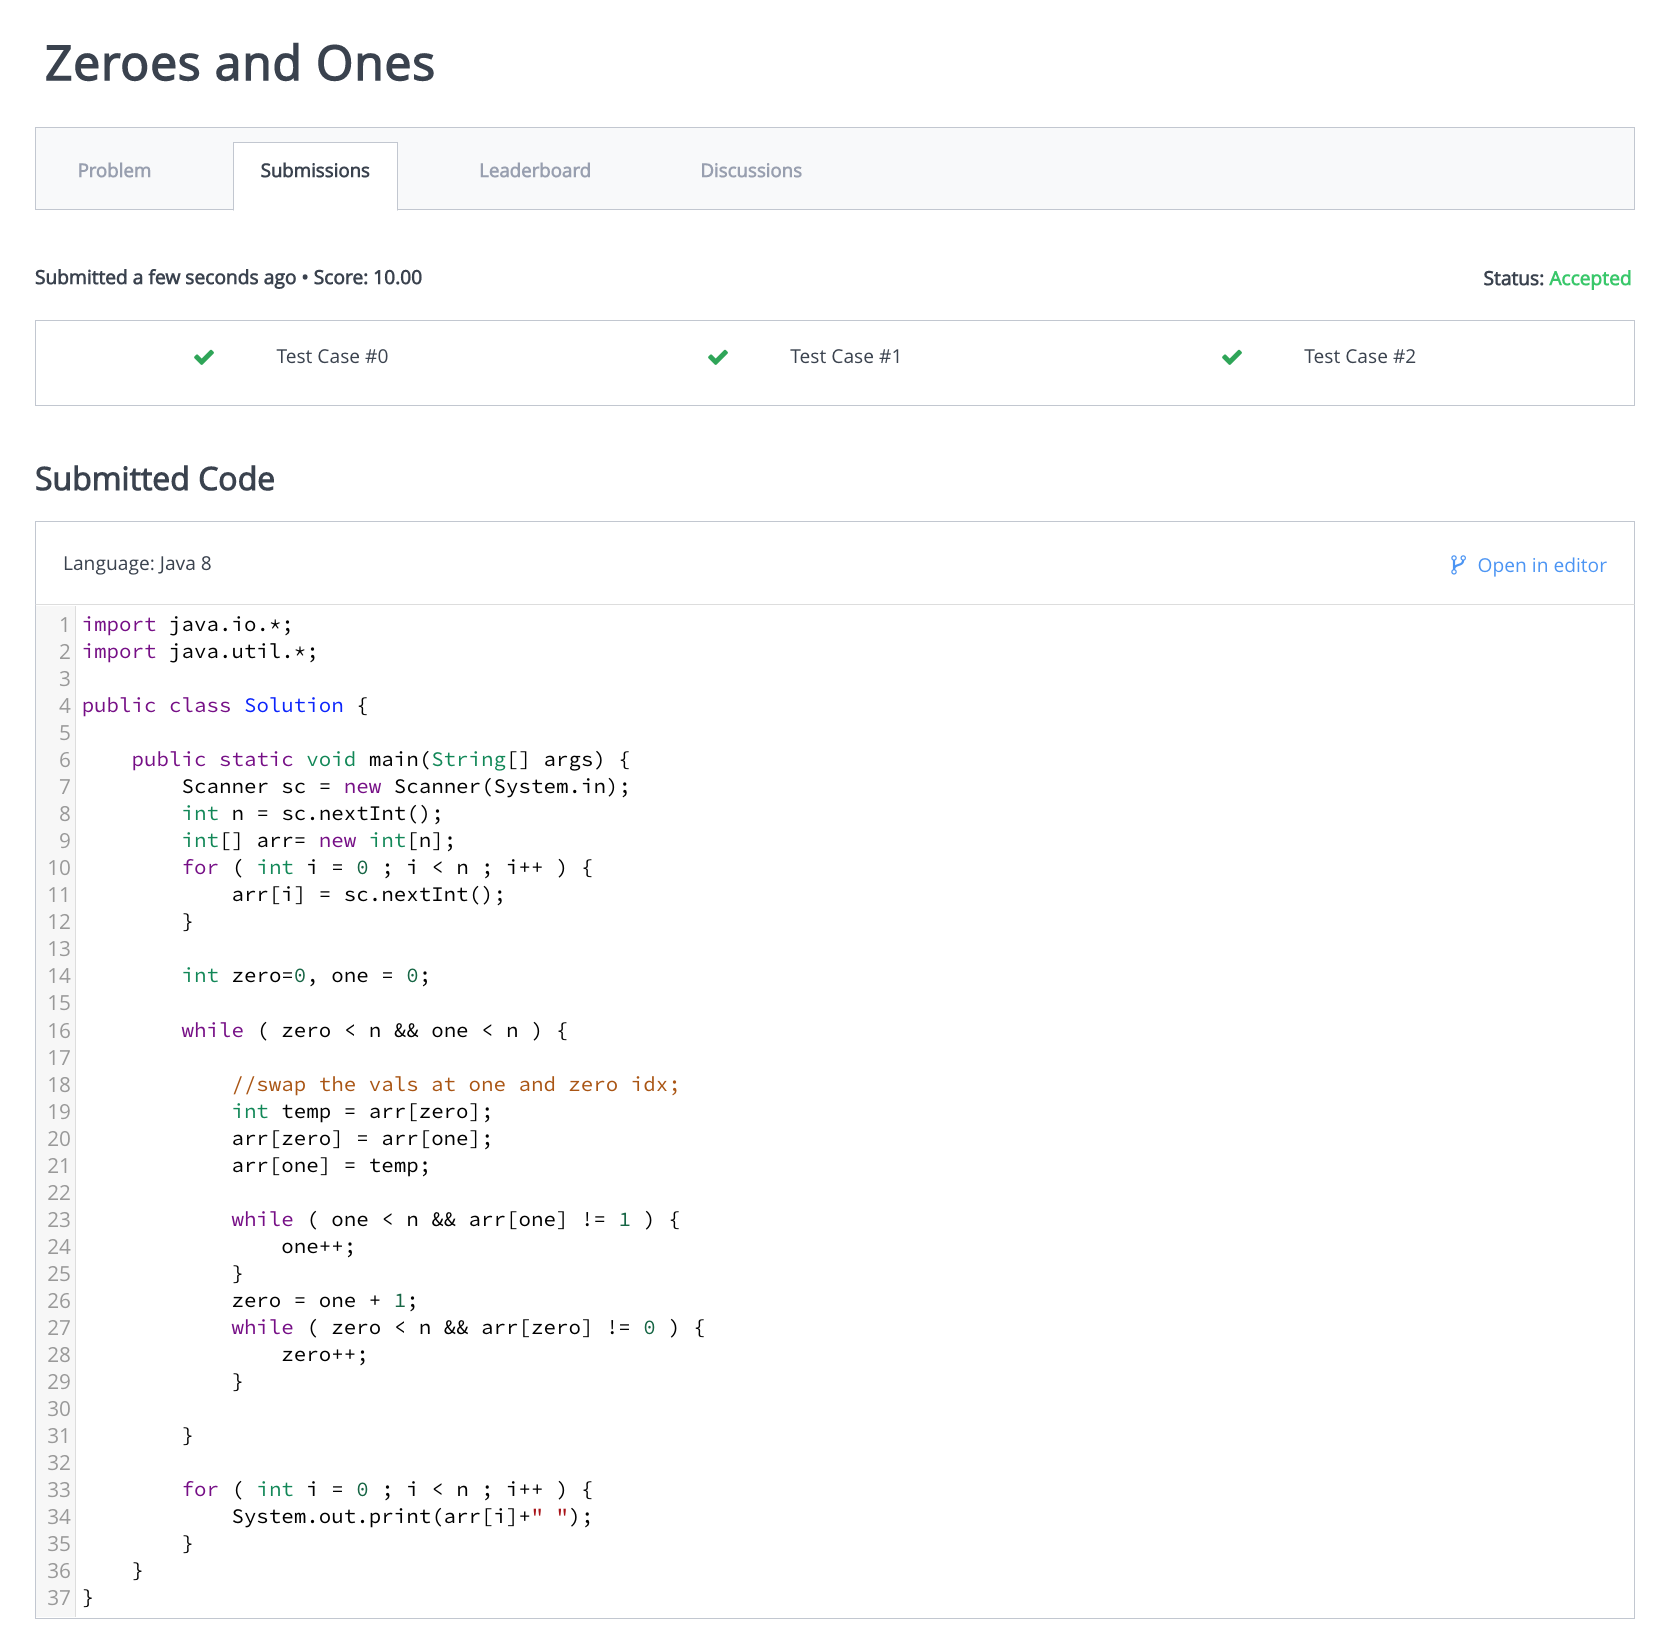 Zeroes and Ones
Problem Submissions Leaderboard Discussions
Submitted a few seconds ago • Score: 10.00 Status: Accepted
Test Case #0 Test Case #1 Test Case #2
Submitted Code
Language: Java 8 Open in editor
1 import java.io.*;
2 import java.util.*;
3
4 public class Solution {
5
6     public static void main(String[] args) {
7         Scanner sc = new Scanner(System.in);
8         int n = sc.nextInt();
9         int[] arr= new int[n];
10         for ( int i = 0 ; i < n ; i++ ) {
11             arr[i] = sc.nextInt();
12         }
13
14         int zero=0, one = 0;
15
16         while ( zero < n && one < n ) {
17
18             //swap the vals at one and zero idx;
19             int temp = arr[zero];
20             arr[zero] = arr[one];
21             arr[one] = temp;
22
23             while ( one < n && arr[one] != 1 ) {
24                 one++;
25             }
26             zero = one + 1;
27             while ( zero < n && arr[zero] != 0 ) {
28                 zero++;
29             }
30
31         }
32
33         for ( int i = 0 ; i < n ; i++ ) {
34             System.out.print(arr[i]+" ");
35         }
36     }
37 }